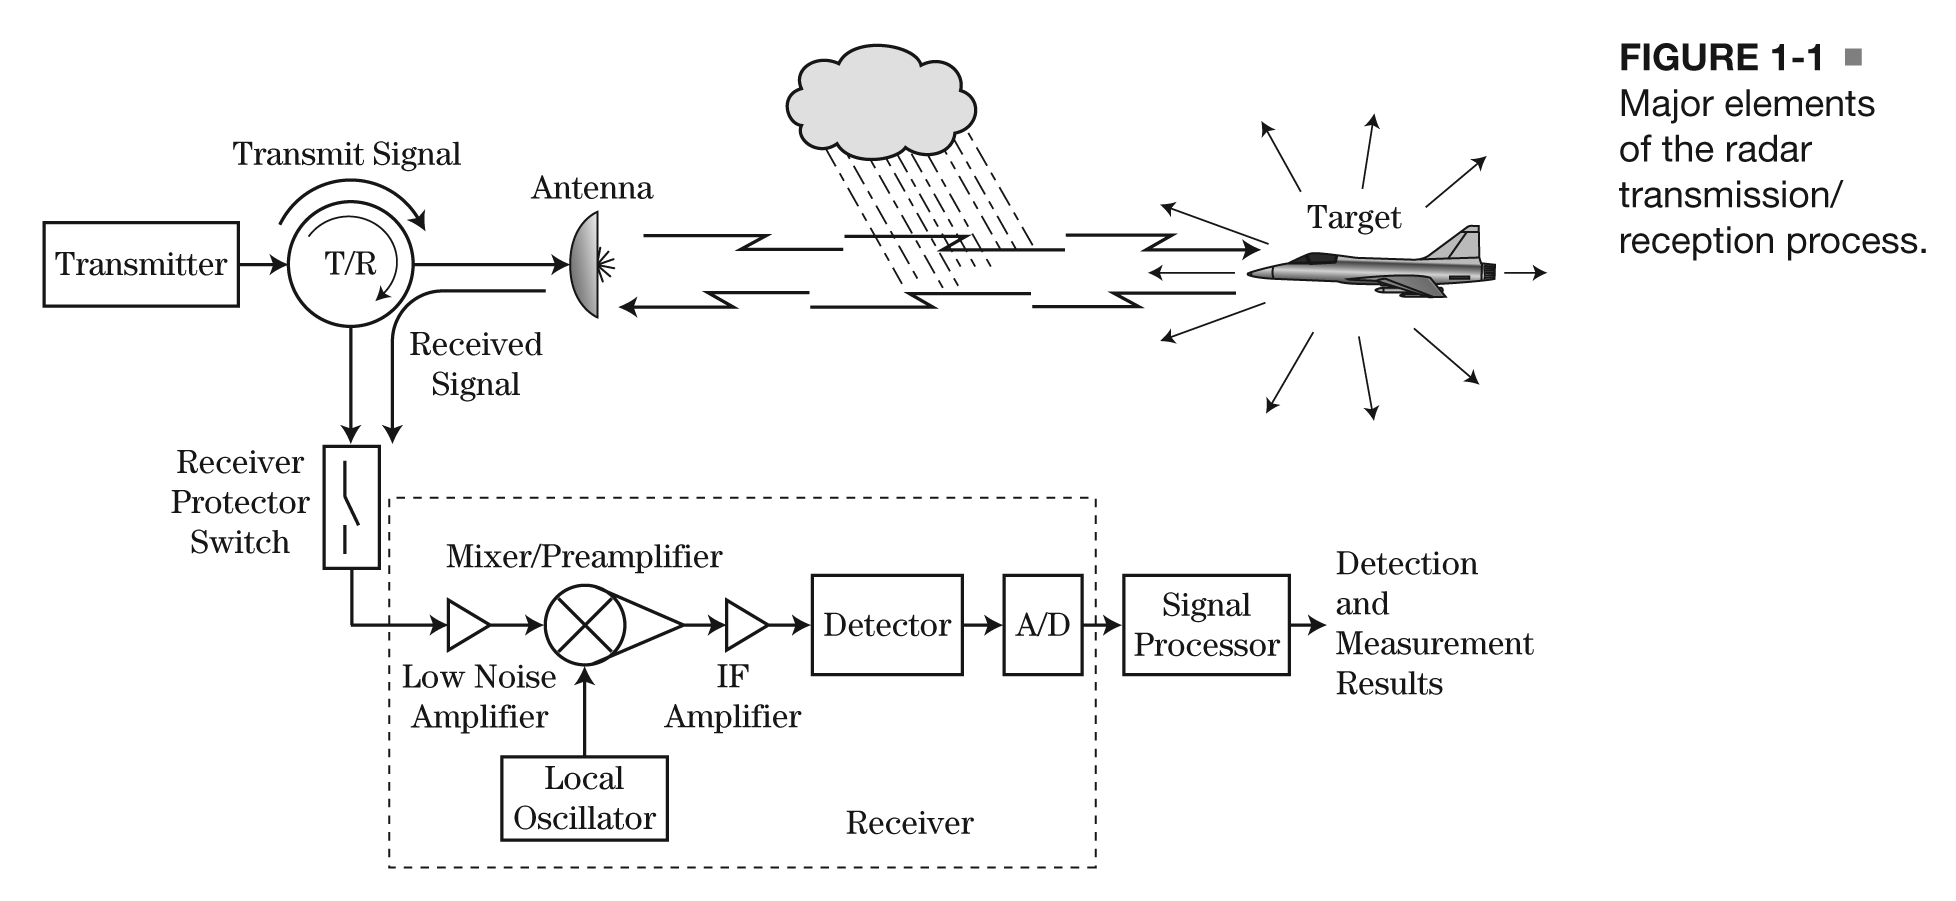 FIGURE 1-1
Major elements
of the radar
transmission/
reception process.
Transmit Signal
Antenna
Target
Transmitter
T/R
Received
Signal
Receiver
Protector
Switch
Mixer/Preamplifier
Low Noise
Amplifier
IF
Amplifier
Detector
A/D
Signal
Processor
Detection
and
Measurement
Results
Local
Oscillator
Receiver